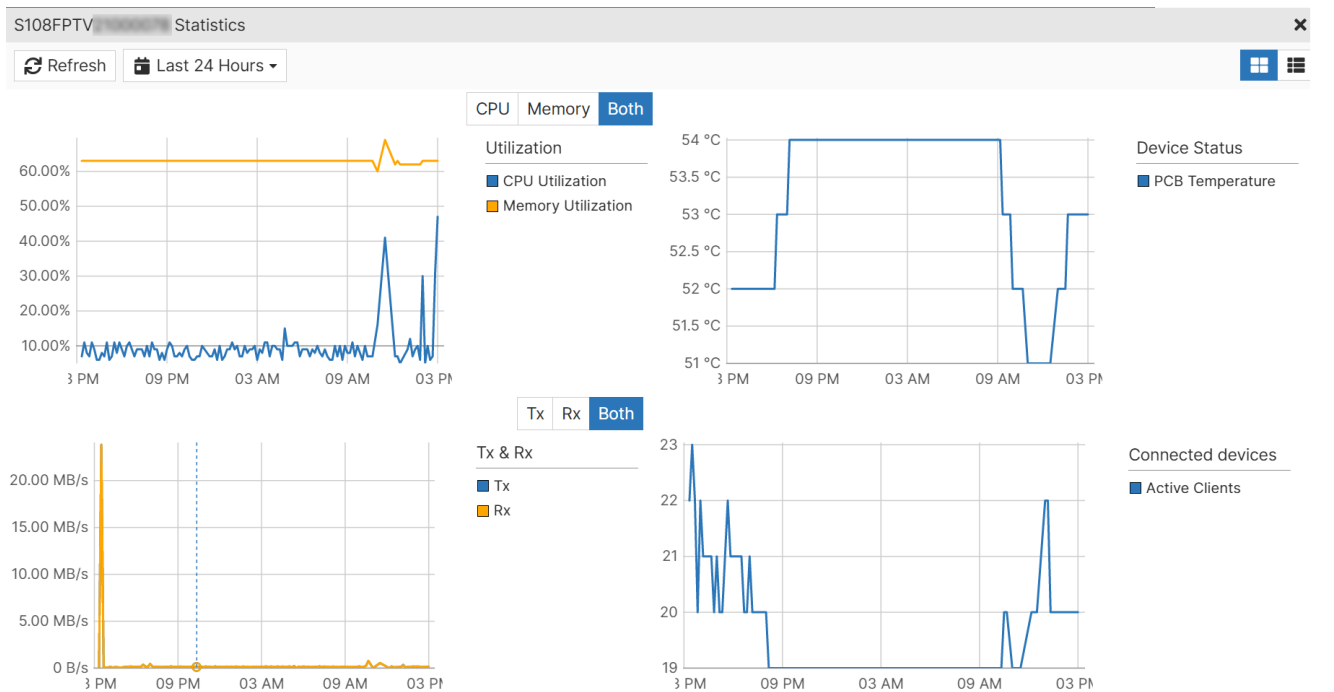 S108FPTV Statistics
Refresh
Last 24 Hours
CPU Memory Both
60.00%
50.00%
40.00%
30.00%
20.00%
10.00%
3 PM 09 PM 03 AM 09 AM 03 PM
Utilization
CPU Utilization
Memory Utilization
54 °C
53.5 °C
53 °C
52.5 °C
52 °C
51.5 °C
51 °C
3 PM 09 PM 03 AM 09 AM 03 PM
Device Status
PCB Temperature
Tx Rx Both
20.00 MB/s
15.00 MB/s
10.00 MB/s
5.00 MB/s
0 B/s
3 PM 09 PM 03 AM 09 AM 03 PM
Tx & Rx
Tx
Rx
23
22
21
20
19
3 PM 09 PM 03 AM 09 AM 03 PM
Connected devices
Active Clients